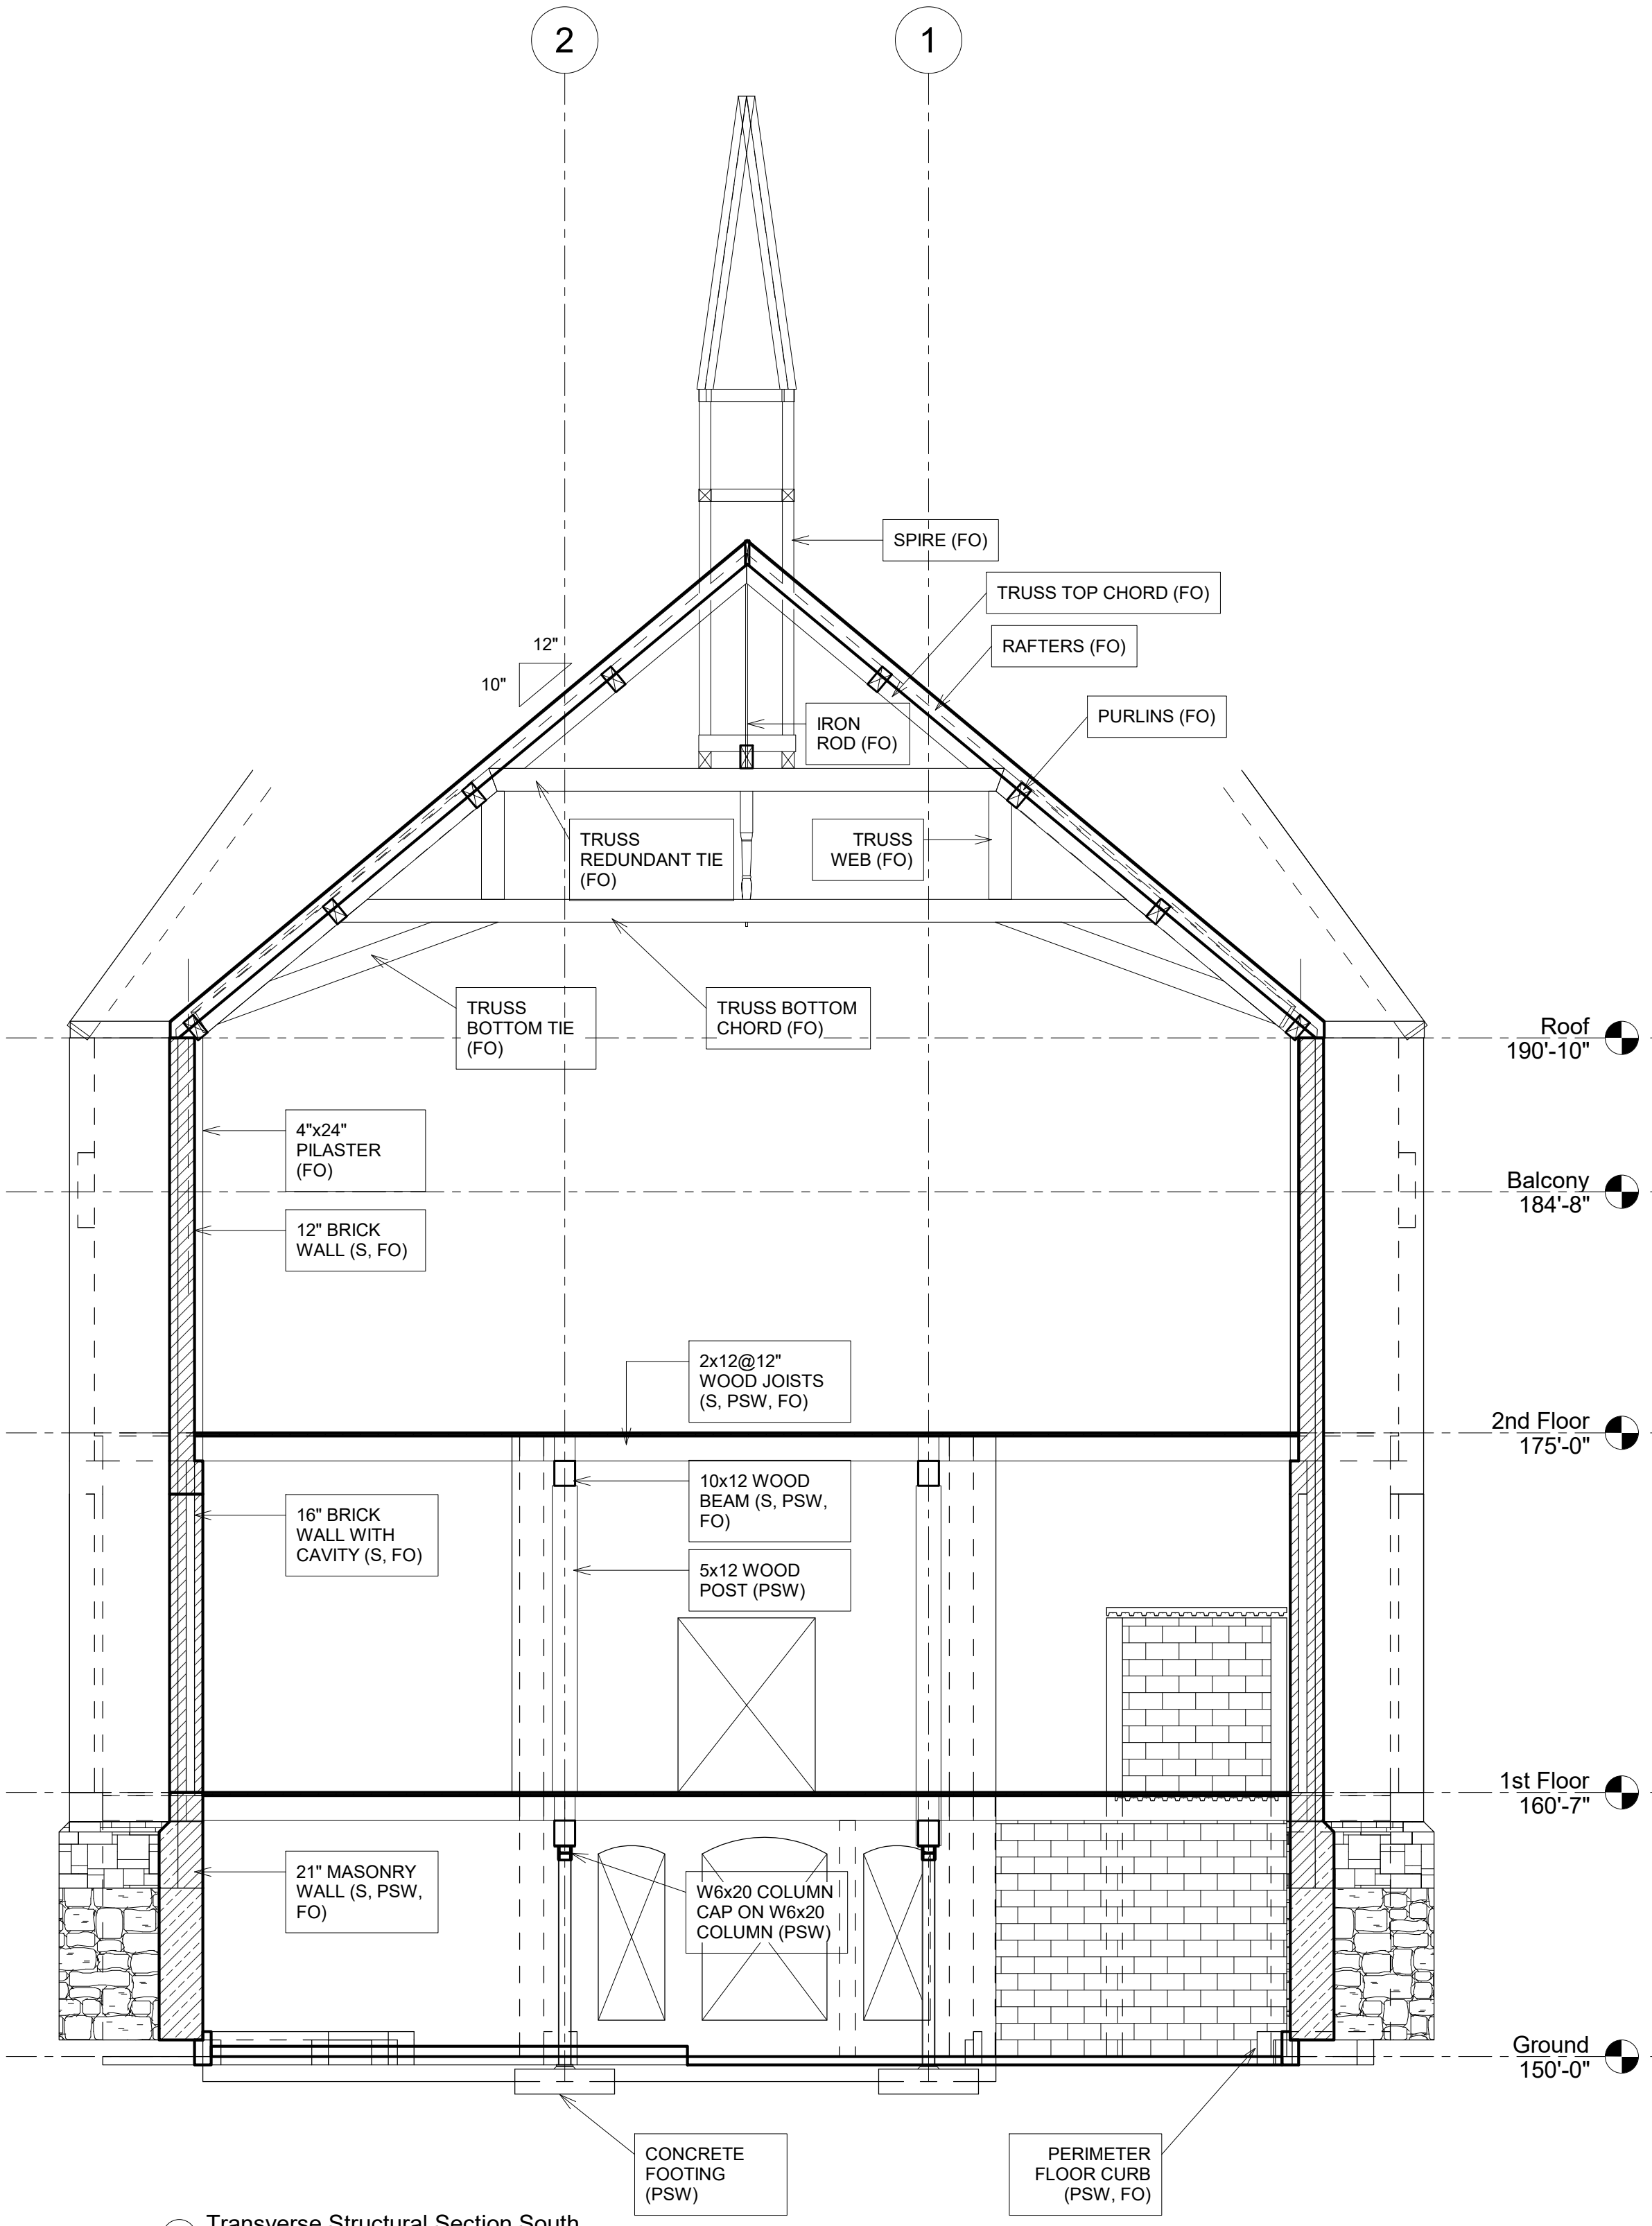 2
1
SPIRE (FO)
TRUSS TOP CHORD (FO)
RAFTERS (FO)
12"
10"
PURLINS (FO)
IRON
ROD (FO)
TRUSS
REDUNDANT TIE
(FO)
TRUSS
WEB (FO)
TRUSS
BOTTOM TIE
(FO)
TRUSS BOTTOM
CHORD (FO)
Roof
190'-10"
4"x24"
PILASTER
(FO)
Balcony
184'-8"
12" BRICK
WALL (S, FO)
2x12@12"
WOOD JOISTS
(S, PSW, FO)
2nd Floor
175'-0"
10x12 WOOD
BEAM (S, PSW,
FO)
16" BRICK
WALL WITH
CAVITY (S, FO)
5x12 WOOD
POST (PSW)
1st Floor
160'-7"
21" MASONRY
WALL (S, PSW,
FO)
W6x20 COLUMN
CAP ON W6x20
COLUMN (PSW)
Ground
150'-0"
CONCRETE
FOOTING
(PSW)
PERIMETER
FLOOR CURB
(PSW, FO)
Transverse Structural Section South